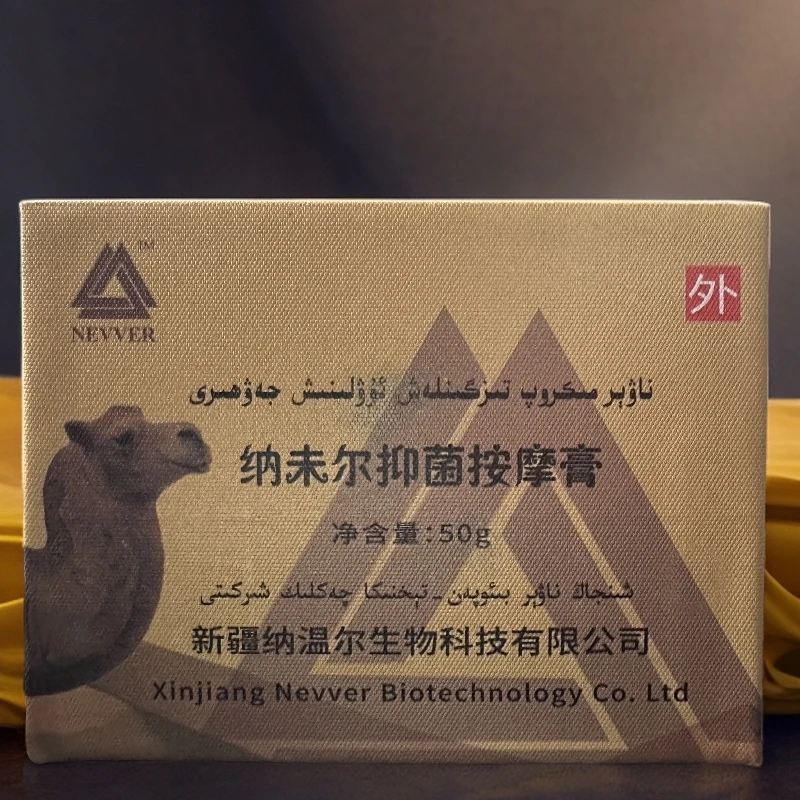 TM
NEVVER
外
ناۋېر مىكروپ تىزگىنلەش ئۇۋۇلىنىش جەۋھىرى
纳未尔抑菌按摩膏
净含量:50g
شىنجاڭ ناۋېر بىئوپەن - تېخنىكا چەكلىك شىركىتى
新疆纳温尔生物科技有限公司
Xinjiang Nevver Biotechnology Co. Ltd